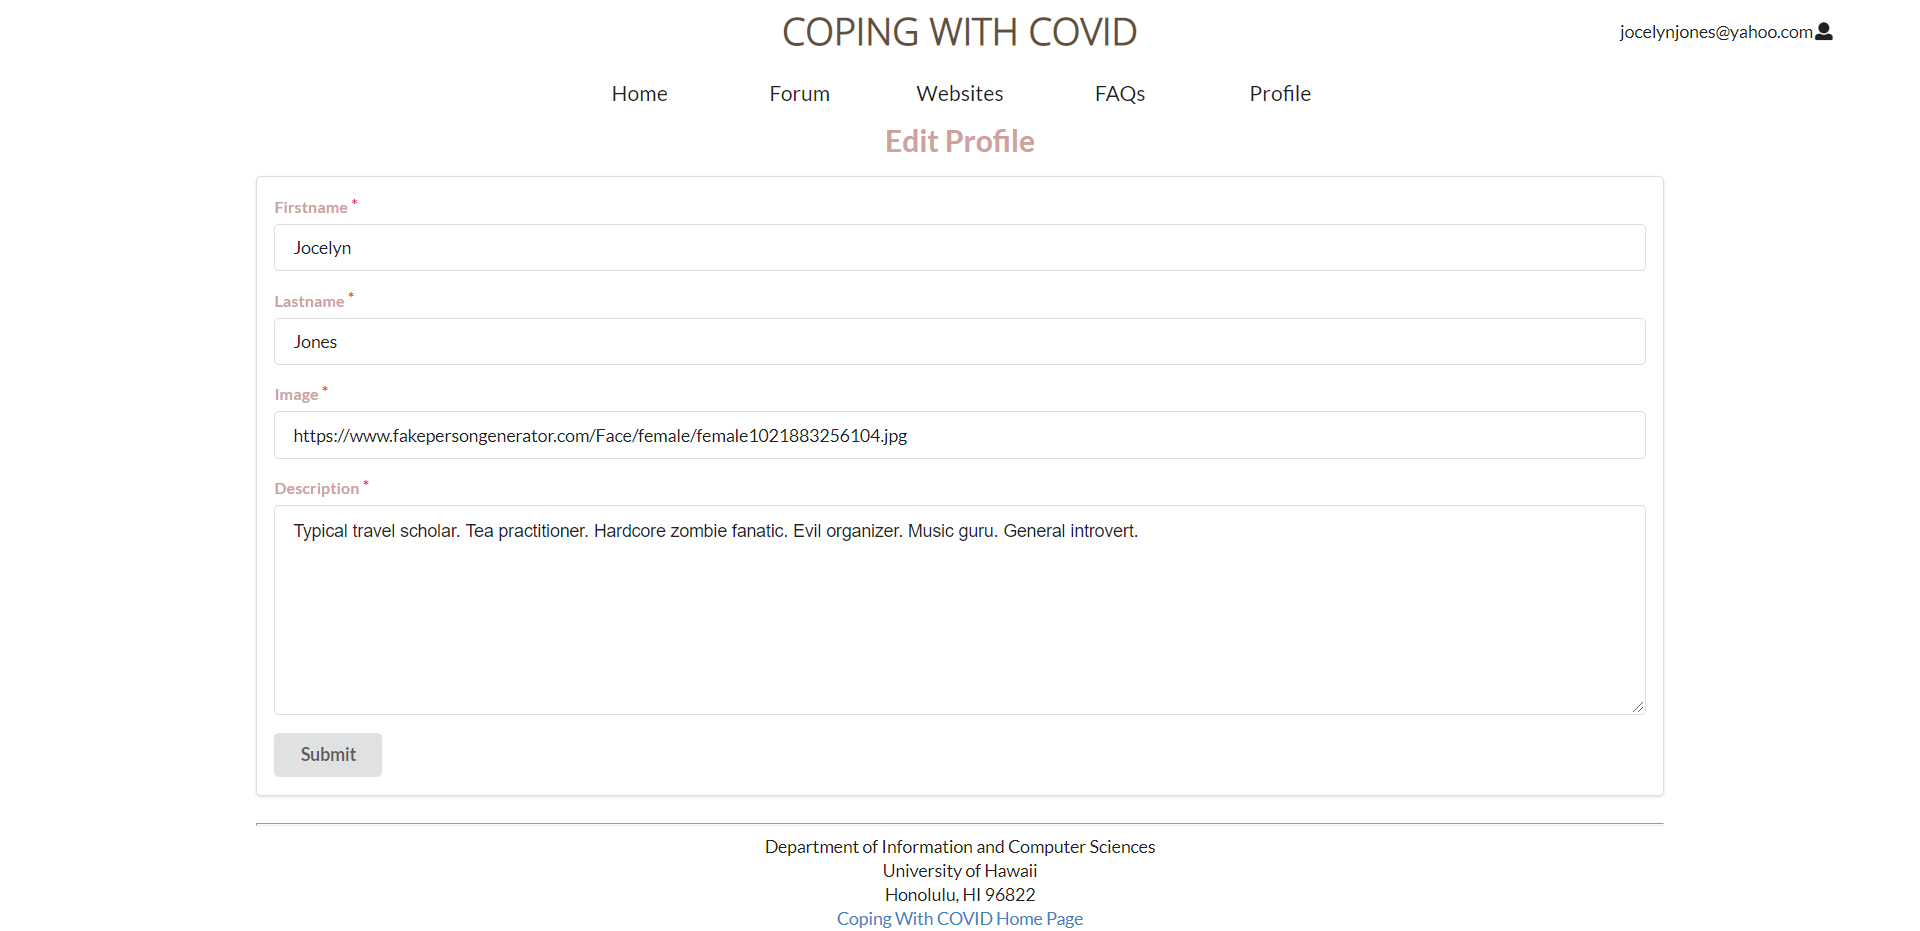 COPING WITH COVID
jocelynjones@yahoo.com
Home Forum Websites FAQs Profile
Edit Profile
Firstname *
Jocelyn
Lastname *
Jones
Image *
https://www.fakepersongenerator.com/Face/female/female1021883256104.jpg
Description *
Typical travel scholar. Tea practitioner. Hardcore zombie fanatic. Evil organizer. Music guru. General introvert.
Submit
Department of Information and Computer Sciences
University of Hawaii
Honolulu, HI 96822
Coping With COVID Home Page